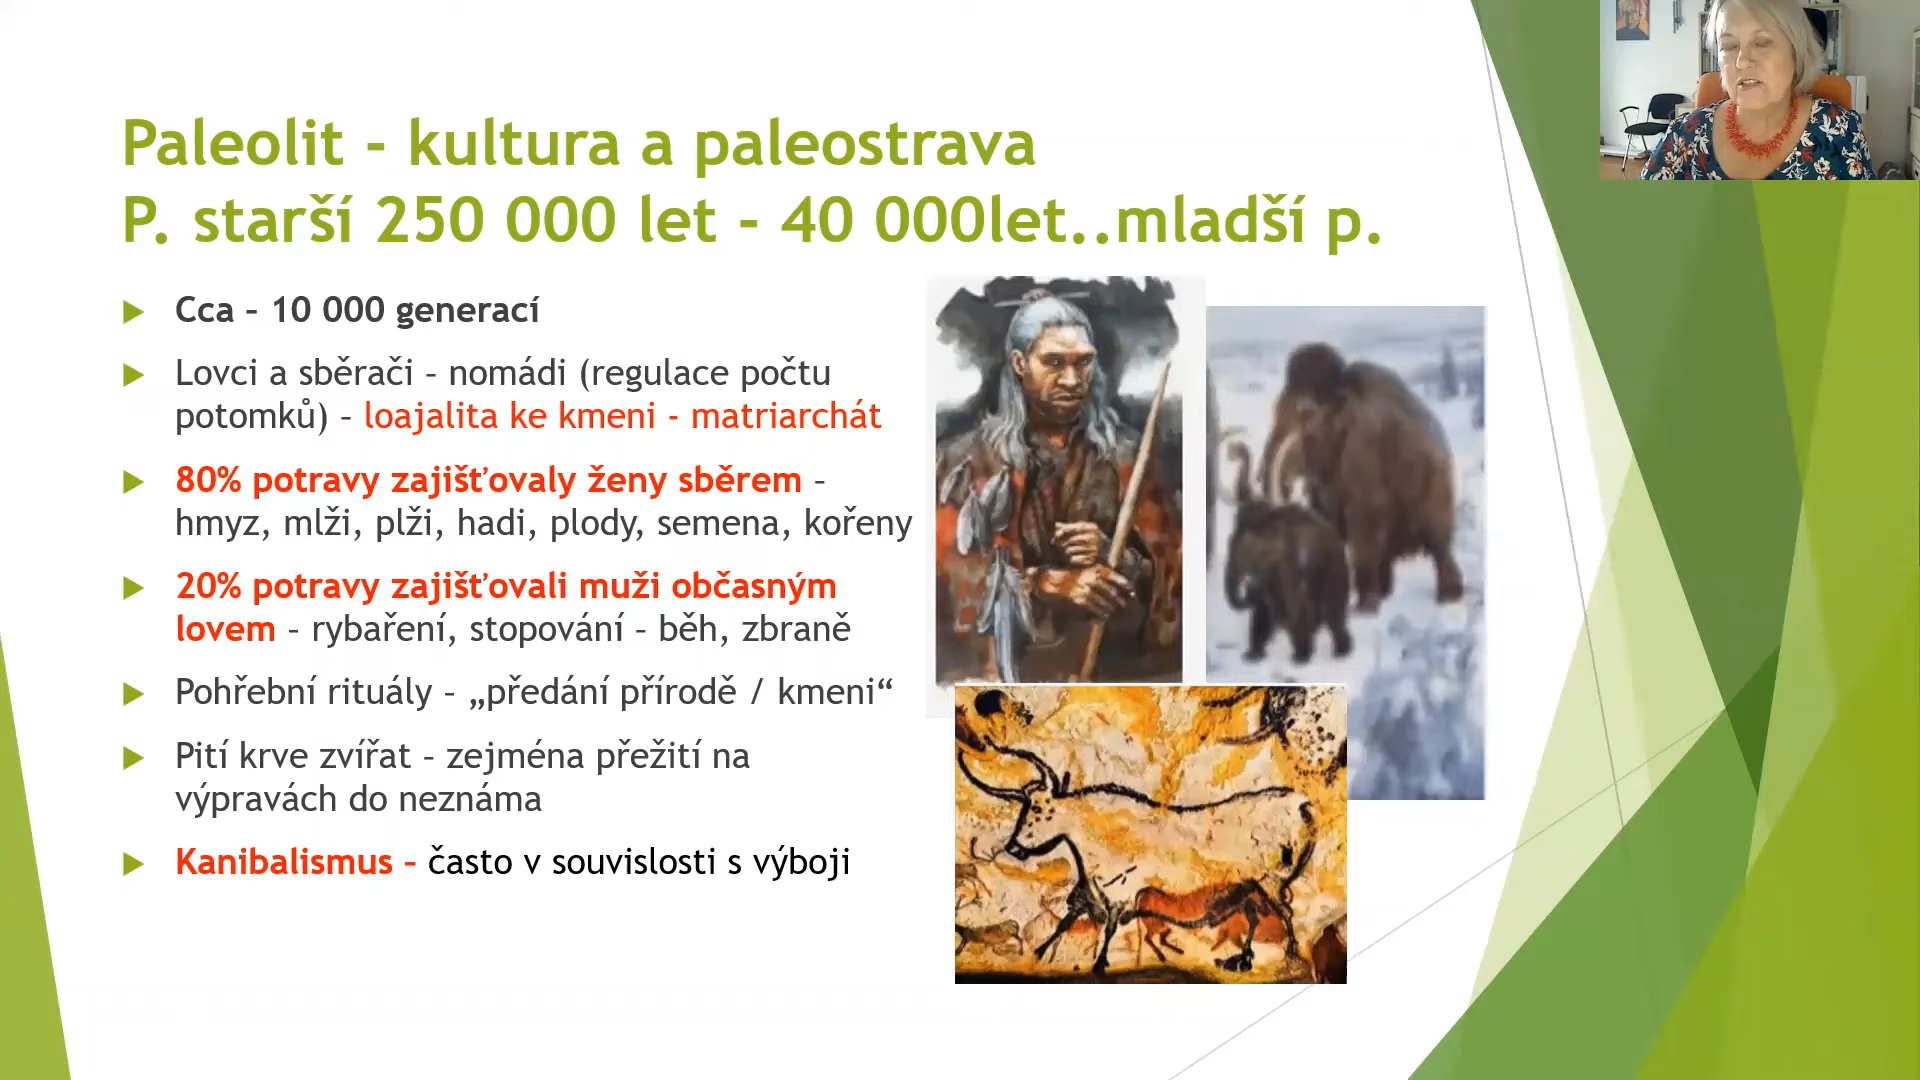 Paleolit - kultura a paleostrava
P. starší 250 000 let - 40 000let..mladší p.
Cca – 10 000 generací
Lovci a sběrači – nomádi (regulace počtu
potomků) – loajalita ke kmeni - matriarchát
80% potravy zajišťovaly ženy sběrem –
hmyz, mlži, plži, hadi, plody, semena, kořeny
20% potravy zajišťovali muži občasným
lovem – rybaření, stopování – běh, zbraně
Pohřební rituály – „předání přírodě / kmeni“
Pití krve zvířat – zejména přežití na
výpravách do neznáma
Kanibalismus – často v souvislosti s výboji